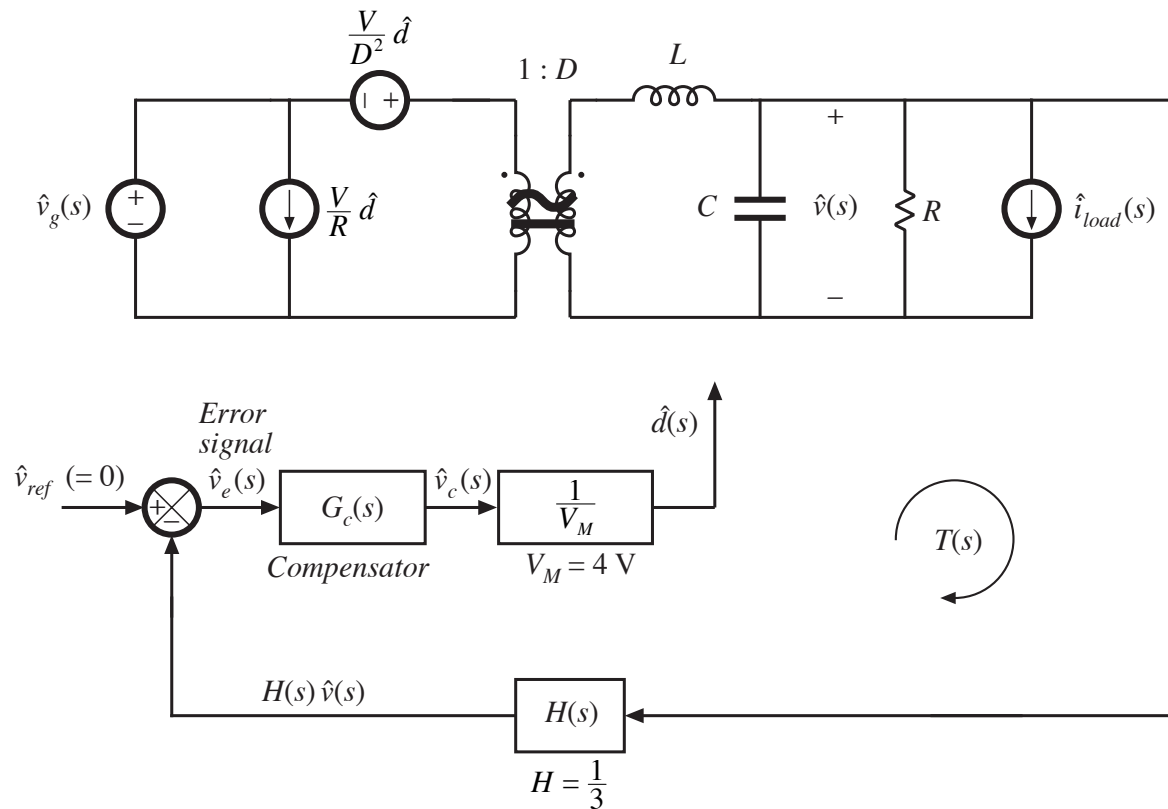 V/D² d̂
1 : D
L
+
v̂_g(s)
+
–
V/R d̂
C
v̂(s)
R
î_load(s)
–
Error
signal
d̂(s)
v̂_ref (= 0)
v̂_e(s)
G_c(s)
v̂_c(s)
1/V_M
+
–
Compensator
V_M = 4 V
T(s)
H(s) v̂(s)
H(s)
H = 1/3